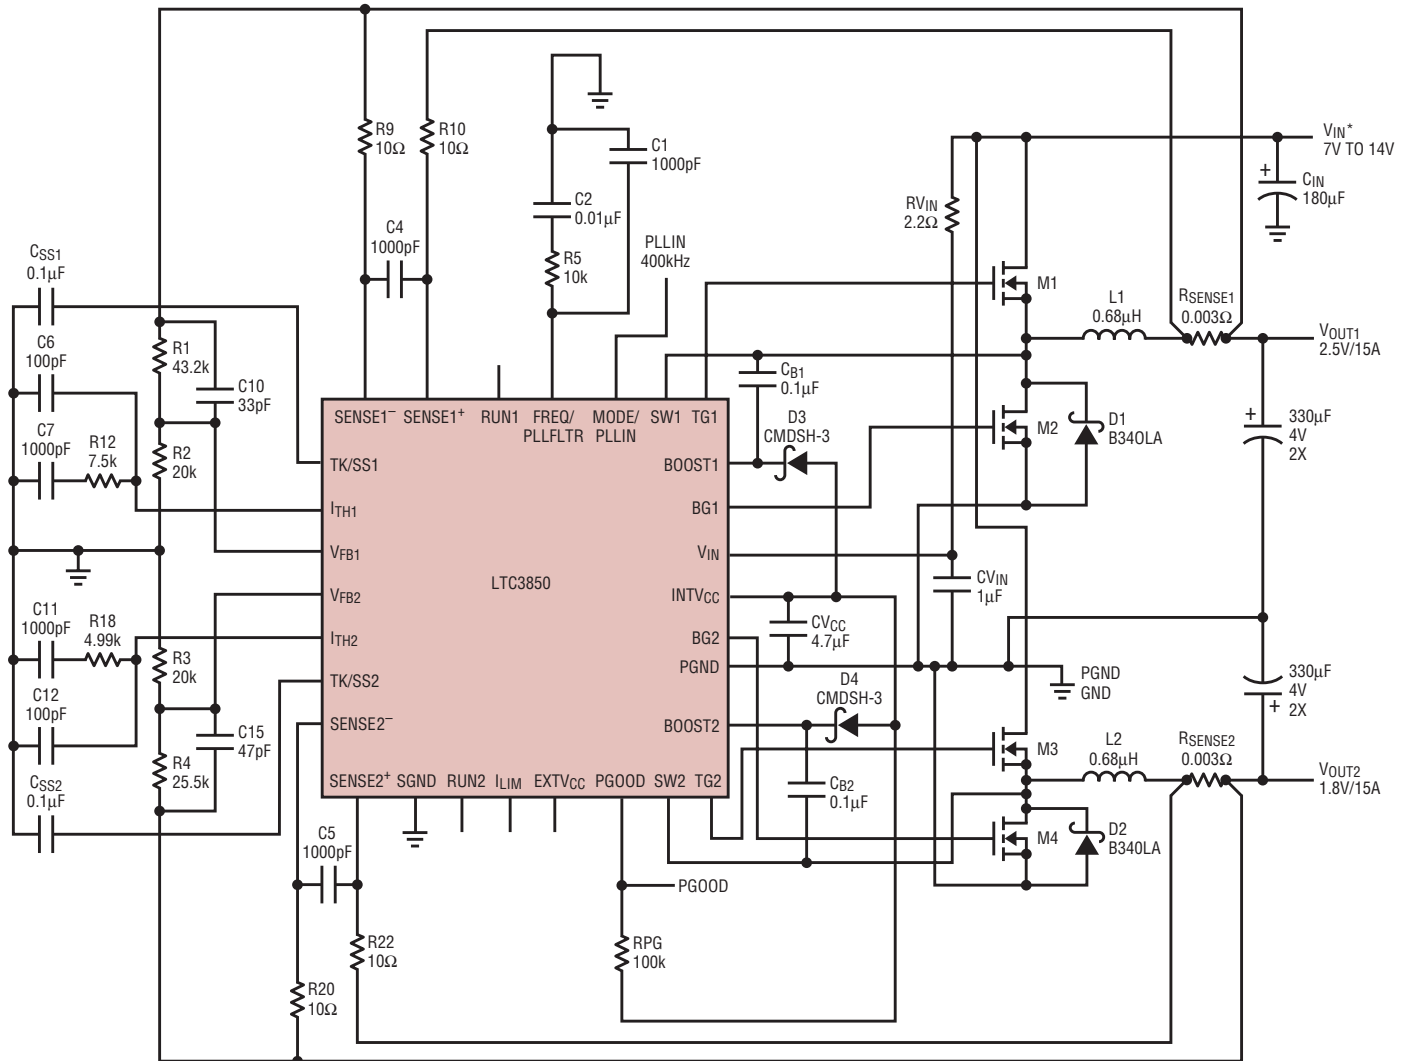 R9
10Ω
R10
10Ω
C1
1000pF
VIN*
7V TO 14V
CIN
180µF
C2
0.01µF
RVIN
2.2Ω
C4
1000pF
PLLIN
400kHz
R5
10k
CSS1
0.1µF
M1
L1
0.68µH
RSENSE1
0.003Ω
VOUT1
2.5V/15A
C6
100pF
R1
43.2k
C10
33pF
CB1
0.1µF
D3
CMDSH-3
SENSE1–
SENSE1+
RUN1
FREQ/
PLLFLTR
MODE/
PLLIN
SW1
TG1
M2
D1
B340LA
330µF
4V
2X
C7
1000pF
R12
7.5k
R2
20k
TK/SS1
BOOST1
ITH1
BG1
VFB1
VIN
LTC3850
CVIN
1µF
VFB2
INTVCC
C11
1000pF
R18
4.99k
ITH2
BG2
CVCC
4.7µF
R3
20k
TK/SS2
PGND
PGND
GND
D4
CMDSH-3
330µF
4V
2X
C12
100pF
SENSE2–
BOOST2
C15
47pF
R4
25.5k
M3
L2
0.68µH
RSENSE2
0.003Ω
VOUT2
1.8V/15A
CSS2
0.1µF
SENSE2+
SGND
RUN2
ILIM
EXTVCC
PGOOD
SW2
TG2
CB2
0.1µF
C5
1000pF
M4
D2
B340LA
PGOOD
R22
10Ω
RPG
100k
R20
10Ω